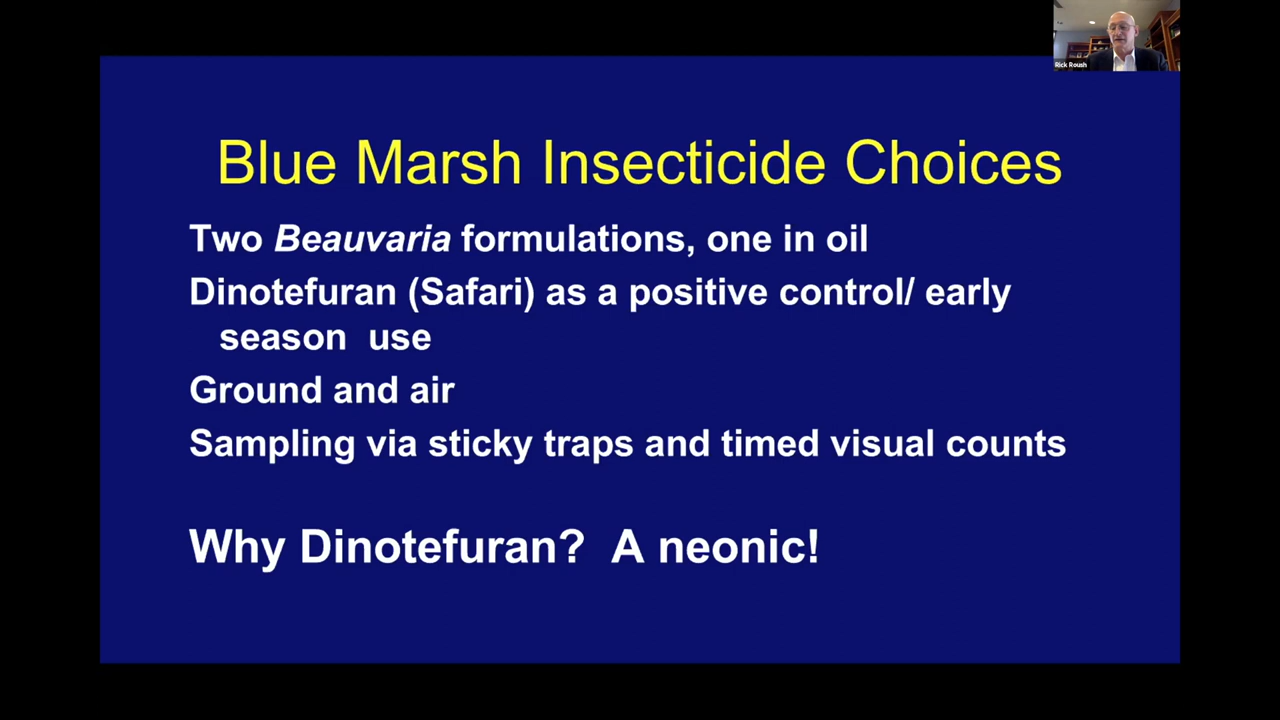 Rick Roush
Blue Marsh Insecticide Choices
Two Beauvaria formulations, one in oil
Dinotefuran (Safari) as a positive control/ early
season use
Ground and air
Sampling via sticky traps and timed visual counts
Why Dinotefuran? A neonic!